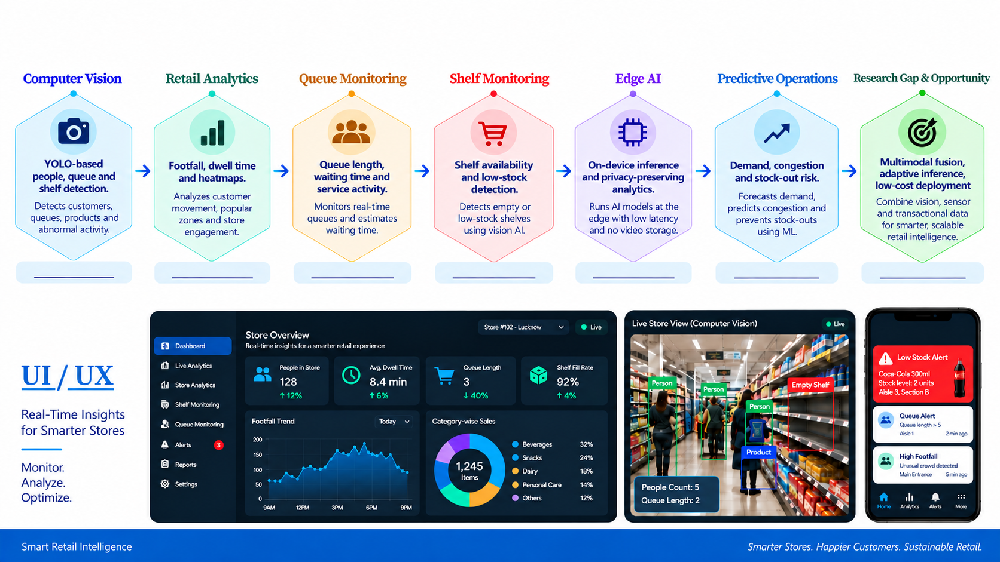 Computer Vision
YOLO-based
people, queue and
shelf detection.
Detects customers,
queues, products and
abnormal activity.
Retail Analytics
Footfall, dwell time
and heatmaps.
Analyzes customer
movement, popular
zones and store
engagement.
Queue Monitoring
Queue length,
waiting time and
service activity.
Monitors real-time
queues and estimates
waiting time.
Shelf Monitoring
Shelf availability
and low-stock
detection.
Detects empty or
low-stock shelves
using vision AI.
Edge AI
On-device inference
and privacy-preserving
analytics.
Runs AI models at the
edge with low latency
and no video storage.
Predictive Operations
Demand, congestion
and stock-out risk.
Forecasts demand,
predicts congestion and
prevents stock-outs
using ML.
Research Gap & Opportunity
Multimodal fusion,
adaptive inference,
low-cost deployment
Combine vision, sensor
and transactional data
for smarter, scalable
retail intelligence.
UI / UX
Real-Time Insights
for Smarter Stores
Monitor.
Analyze.
Optimize.
Dashboard
Live Analytics
Store Analytics
Shelf Monitoring
Queue Monitoring
Alerts 3
Reports
Settings
Store Overview
Real-time insights for a smarter retail experience
Store #102 - Lucknow
Live
People in Store
128
↑ 12%
Avg. Dwell Time
8.4 min
↑ 6%
Queue Length
3
↓ 40%
Shelf Fill Rate
92%
↑ 4%
Footfall Trend
Today
200
150
100
50
0
9AM 12PM 3PM 6PM 9PM
Category-wise Sales
1,245
Items
Beverages 32%
Snacks 24%
Dairy 18%
Personal Care 14%
Others 12%
Live Store View (Computer Vision)
Live
Person
Person
Person
Empty Shelf
Product
People Count: 5
Queue Length: 2
Low Stock Alert
Coca-Cola 300ml
Stock level: 2 units
Aisle 3, Section B
Queue Alert
Queue length > 5
Aisle 1 2 min ago
High Footfall
Unusual crowd detected
Main Entrance 5 min ago
Home Analytics Alerts More
Smart Retail Intelligence
Smarter Stores. Happier Customers. Sustainable Retail.